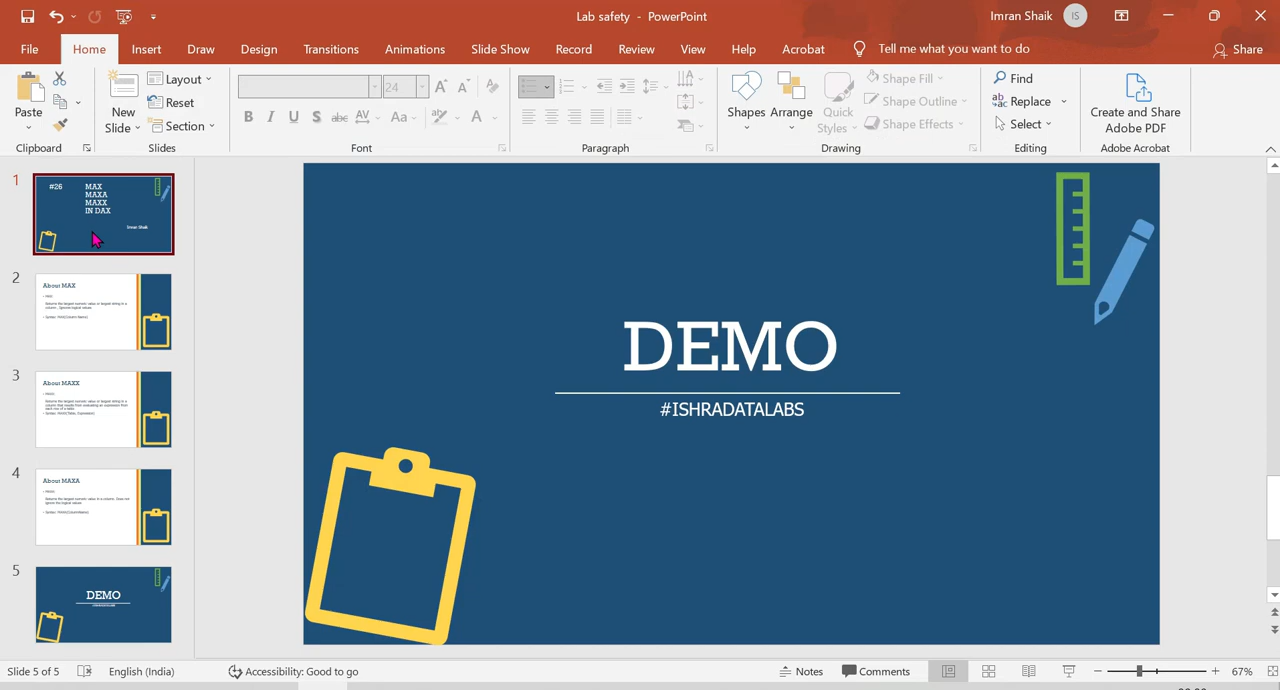 Lab safety - PowerPoint
Imran Shaik
IS
File
Home
Insert
Draw
Design
Transitions
Animations
Slide Show
Record
Review
View
Help
Acrobat
Tell me what you want to do
Share
Paste
Clipboard
New
Slide
Layout
Reset
Section
Slides
24
B I U S abc AV
Aa
A
Font
Paragraph
Shapes
Arrange
Quick
Styles
Shape Fill
Shape Outline
Shape Effects
Drawing
Find
Replace
Select
Editing
Create and Share
Adobe PDF
Adobe Acrobat
1
#26
MAX
MAXA
MAXX
IN DAX
Imran Shaik
2
About MAX
3
About MAXX
4
About MAXA
5
DEMO
DEMO
#ISHRADATALABS
Slide 5 of 5
English (India)
Accessibility: Good to go
Notes
Comments
67%